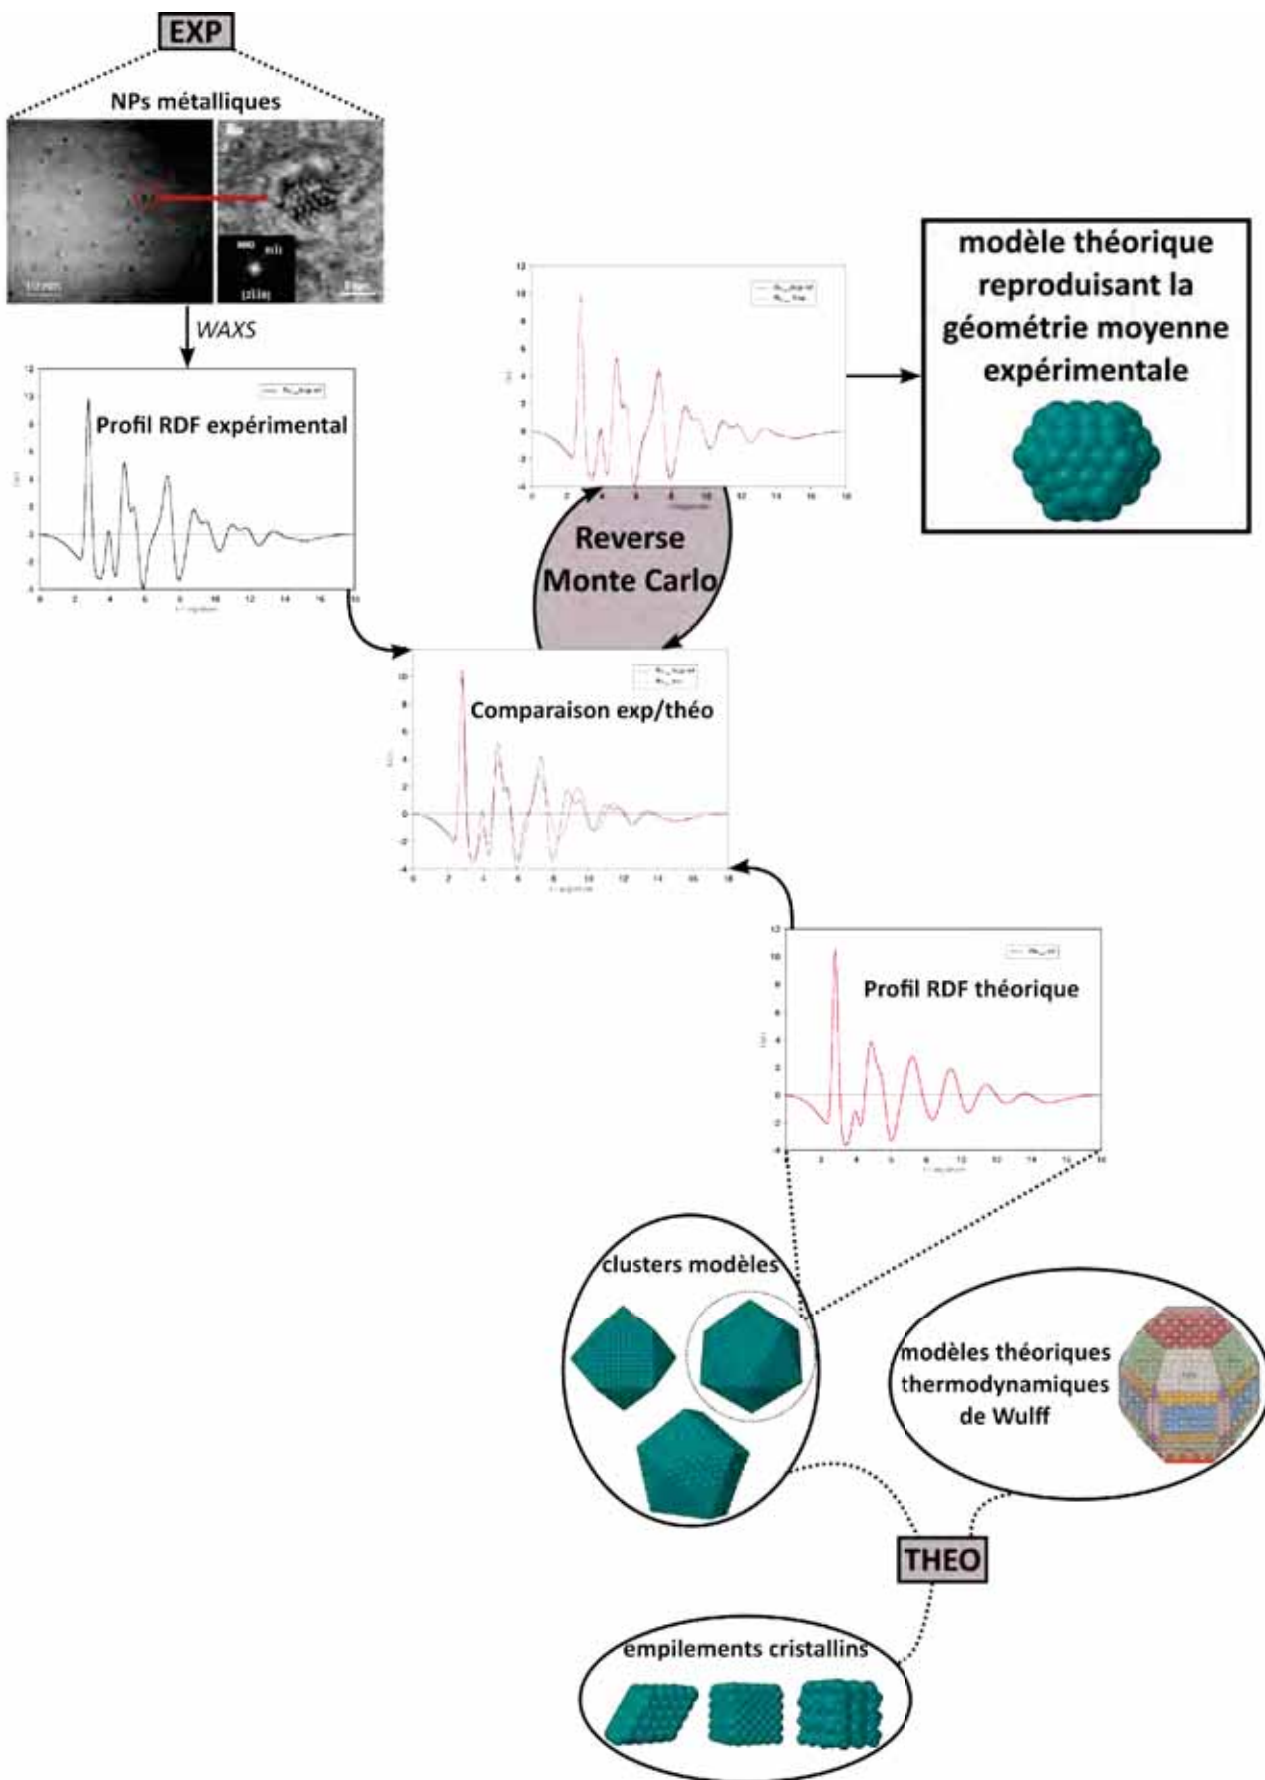 EXP
NPs métalliques
WAXS
Profil RDF expérimental
modèle théorique
reproduisant la
géométrie moyenne
expérimentale
Reverse
Monte Carlo
Comparaison exp/théo
Profil RDF théorique
clusters modèles
modèles théoriques
thermodynamiques
de Wulff
THEO
empilements cristallins